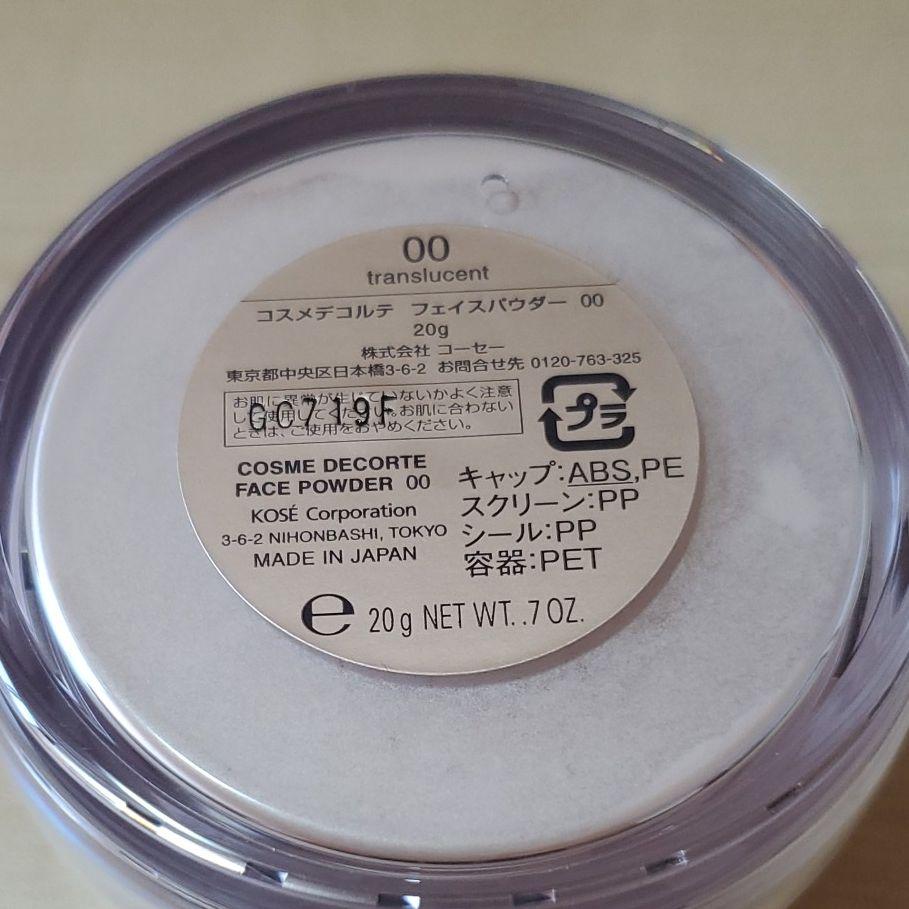 00
translucent
コスメデコルテ フェイスパウダー 00
20g
株式会社 コーセー
東京都中央区日本橋3-6-2 お問合せ先 0120-763-325
お肌に異常が生じていないかよく注意
して使用してください。お肌に合わない
ときは、ご使用をおやめください。
GC719F
プラ
COSME DECORTE
FACE POWDER 00
KOSÉ Corporation
3-6-2 NIHONBASHI, TOKYO
MADE IN JAPAN
キャップ:ABS,PE
スクリーン:PP
シール:PP
容器:PET
e 20g NET WT. .7 OZ.